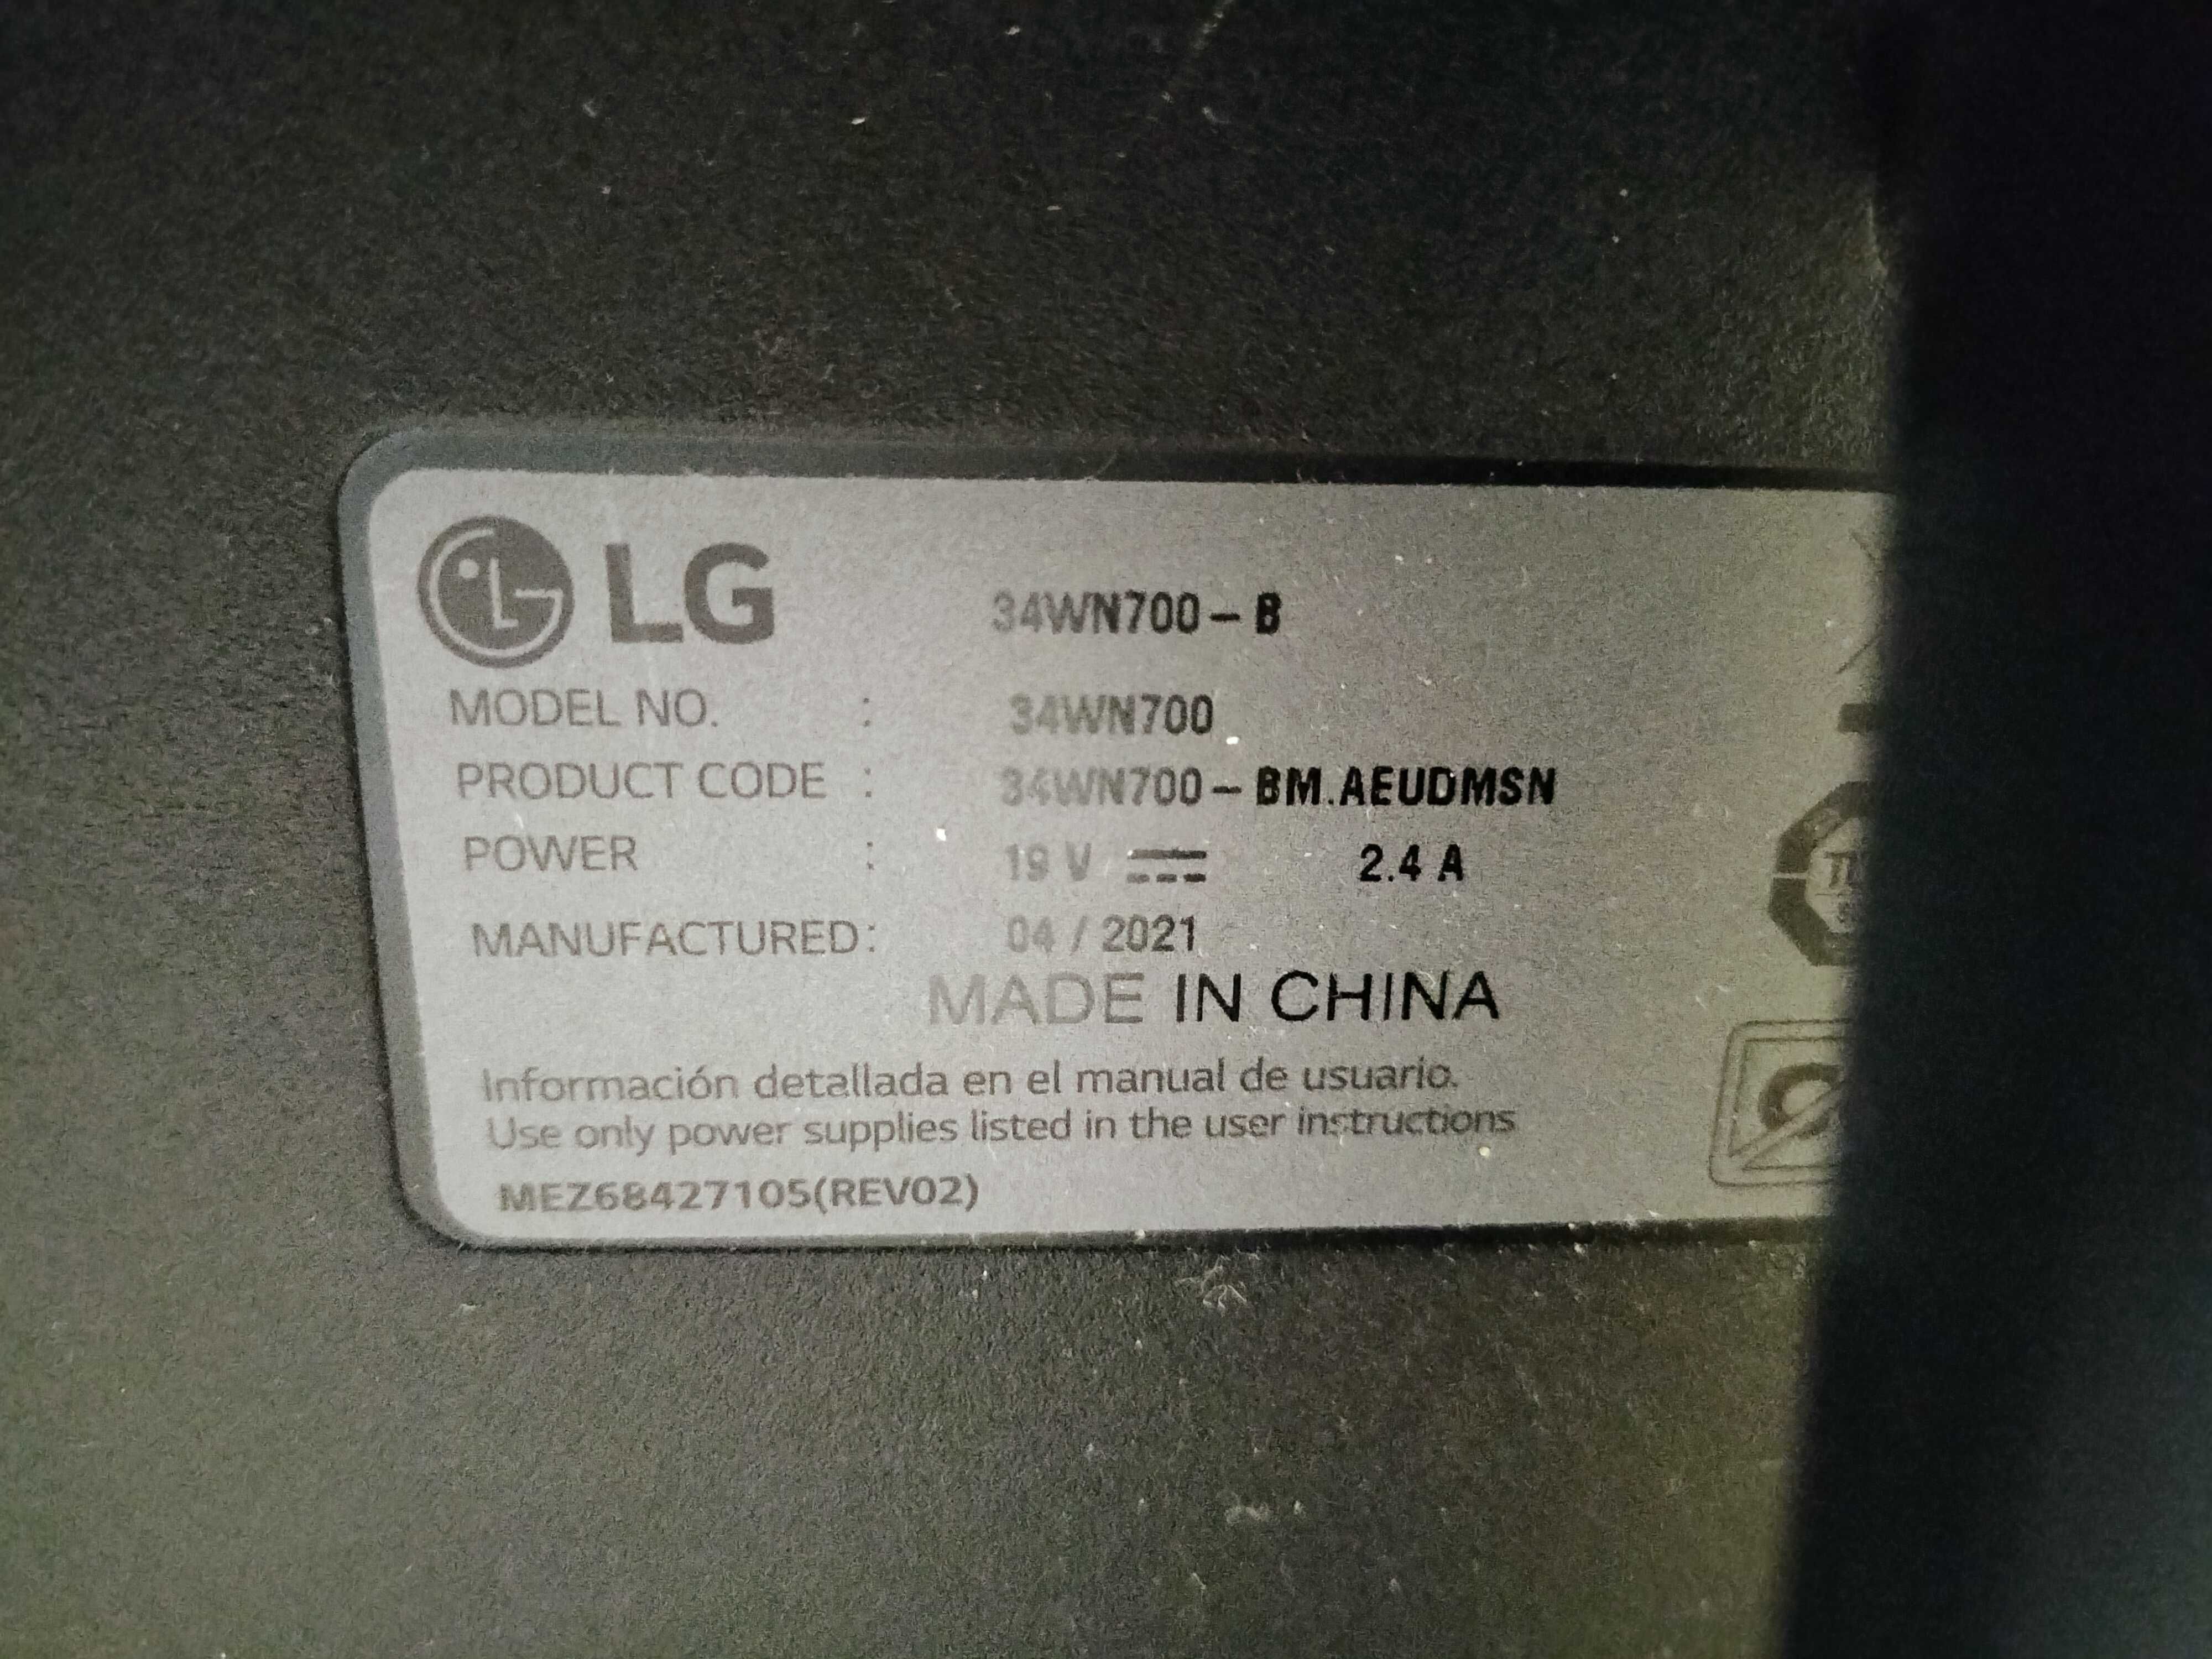 LG 34WN700-B
MODEL NO. : 34WN700
PRODUCT CODE : 34WN700-BM.AEUDMSN
POWER : 19 V ⎓ 2.4 A
MANUFACTURED: 04 / 2021
MADE IN CHINA
Información detallada en el manual de usuario.
Use only power supplies listed in the user instructions
MEZ68427105(REV02)